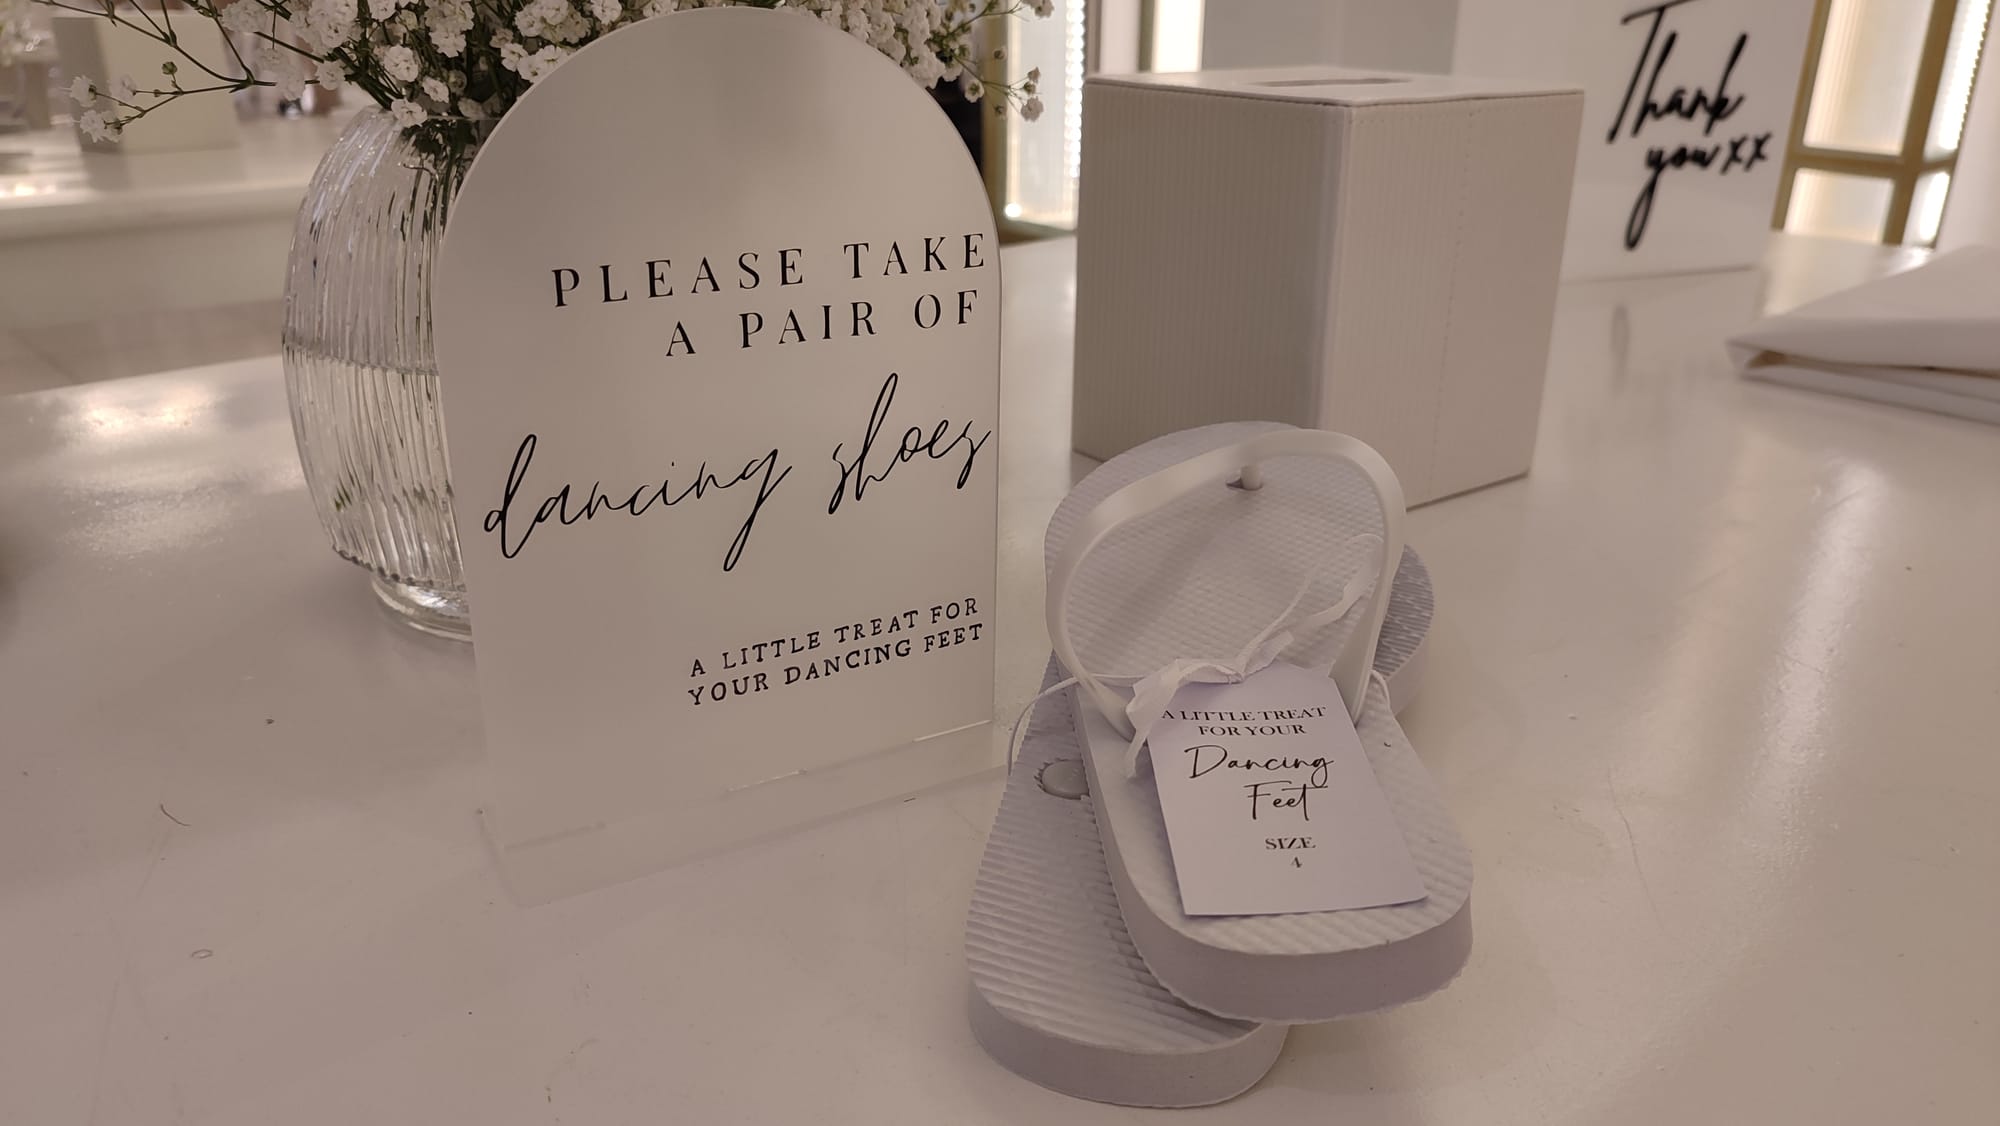 PLEASE TAKE
A PAIR OF
dancing shoes
A LITTLE TREAT FOR
YOUR DANCING FEET
A LITTLE TREAT
FOR YOUR
Dancing
Feet
SIZE
4
Thank
you xx